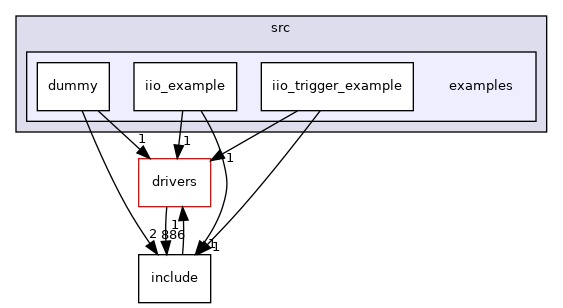 src
dummy
iio_example
iio_trigger_example
examples
1
1
1
drivers
2
886
1
1
1
include